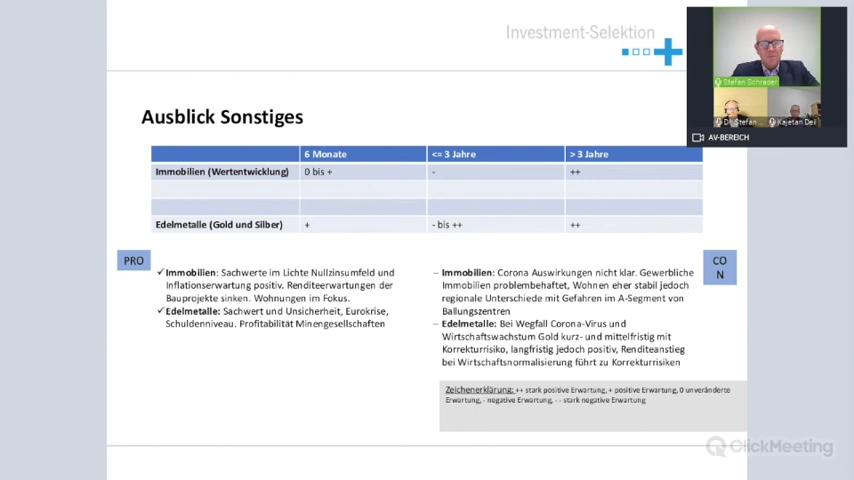 Investment-Selektion
Stefan Schrader
Dr. Stefan ...
Kajetan Deil
AV-BEREICH
Ausblick Sonstiges
6 Monate <= 3 Jahre > 3 Jahre
Immobilien (Wertentwicklung) 0 bis + - ++
Edelmetalle (Gold und Silber) + - bis ++ ++
PRO
✓Immobilien: Sachwerte im Lichte Nullzinsumfeld und
Inflationserwartung positiv. Renditeerwartungen der
Bauprojekte sinken. Wohnungen im Fokus.
✓Edelmetalle: Sachwert und Unsicherheit, Eurokrise,
Schuldenniveau. Profitabilität Minengesellschaften
CO
N
– Immobilien: Corona Auswirkungen nicht klar. Gewerbliche
Immobilien problembehaftet, Wohnen eher stabil jedoch
regionale Unterschiede mit Gefahren im A-Segment von
Ballungszentren
– Edelmetalle: Bei Wegfall Corona-Virus und
Wirtschaftswachstum Gold kurz- und mittelfristig mit
Korrekturrisiko, langfristig jedoch positiv, Renditeanstieg
bei Wirtschaftsnormalisierung führt zu Korrekturrisiken
Zeichenerklärung: ++ stark positive Erwartung, + positive Erwartung, 0 unveränderte
Erwartung, - negative Erwartung, - - stark negative Erwartung
ClickMeeting